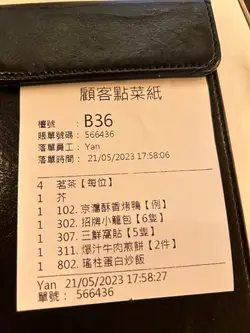 顧客點菜紙
檯號 : B36
賬單號碼 : 566436
落單員工 : Yan
落單時間 : 21/05/2023 17:58:06
4 茗茶【每位】
1 芥
1 102. 京灑酥香烤鴨【例】
1 302. 招牌小籠包【6隻】
1 307. 三鮮窩貼【5隻】
1 311. 爆汁牛肉煎餅【2件】
1 802. 瑤柱蛋白炒飯
Yan 21/05/2023 17:58:27
單號 : 566436